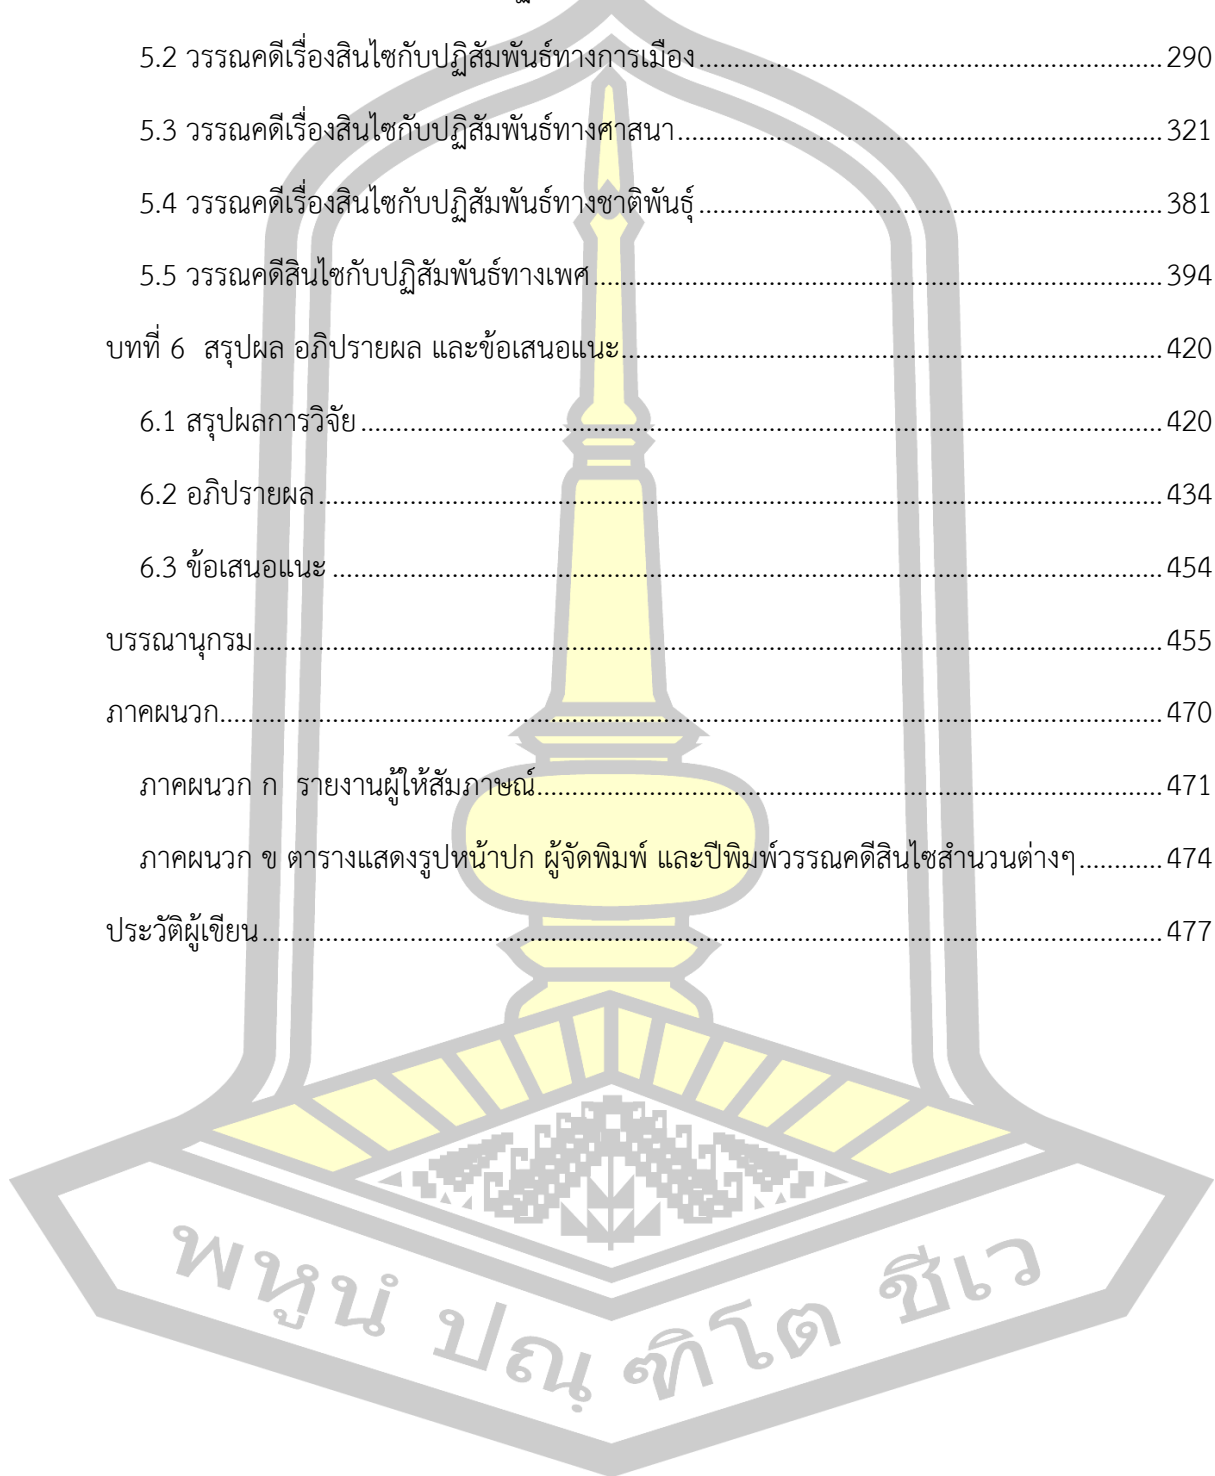 5.2 วรรณคดีเรื่องสินไซกับปฏิสัมพันธ์ทางการเมือง....................290
5.3 วรรณคดีเรื่องสินไซกับปฏิสัมพันธ์ทางศาสนา....................321
5.4 วรรณคดีเรื่องสินไซกับปฏิสัมพันธ์ทางชาติพันธุ์....................381
5.5 วรรณคดีสินไซกับปฏิสัมพันธ์ทางเพศ....................394
บทที่ 6 สรุปผล อภิปรายผล และข้อเสนอแนะ....................420
6.1 สรุปผลการวิจัย....................420
6.2 อภิปรายผล....................434
6.3 ข้อเสนอแนะ....................454
บรรณานุกรม....................455
ภาคผนวก....................470
ภาคผนวก ก รายงานผู้ให้สัมภาษณ์....................471
ภาคผนวก ข ตารางแสดงรูปหน้าปก ผู้จัดพิมพ์ และปีพิมพ์วรรณคดีสินไซสำนวนต่างๆ.............474
ประวัติผู้เขียน....................477
พหูนํ ปณฺฑิโต ชีเว